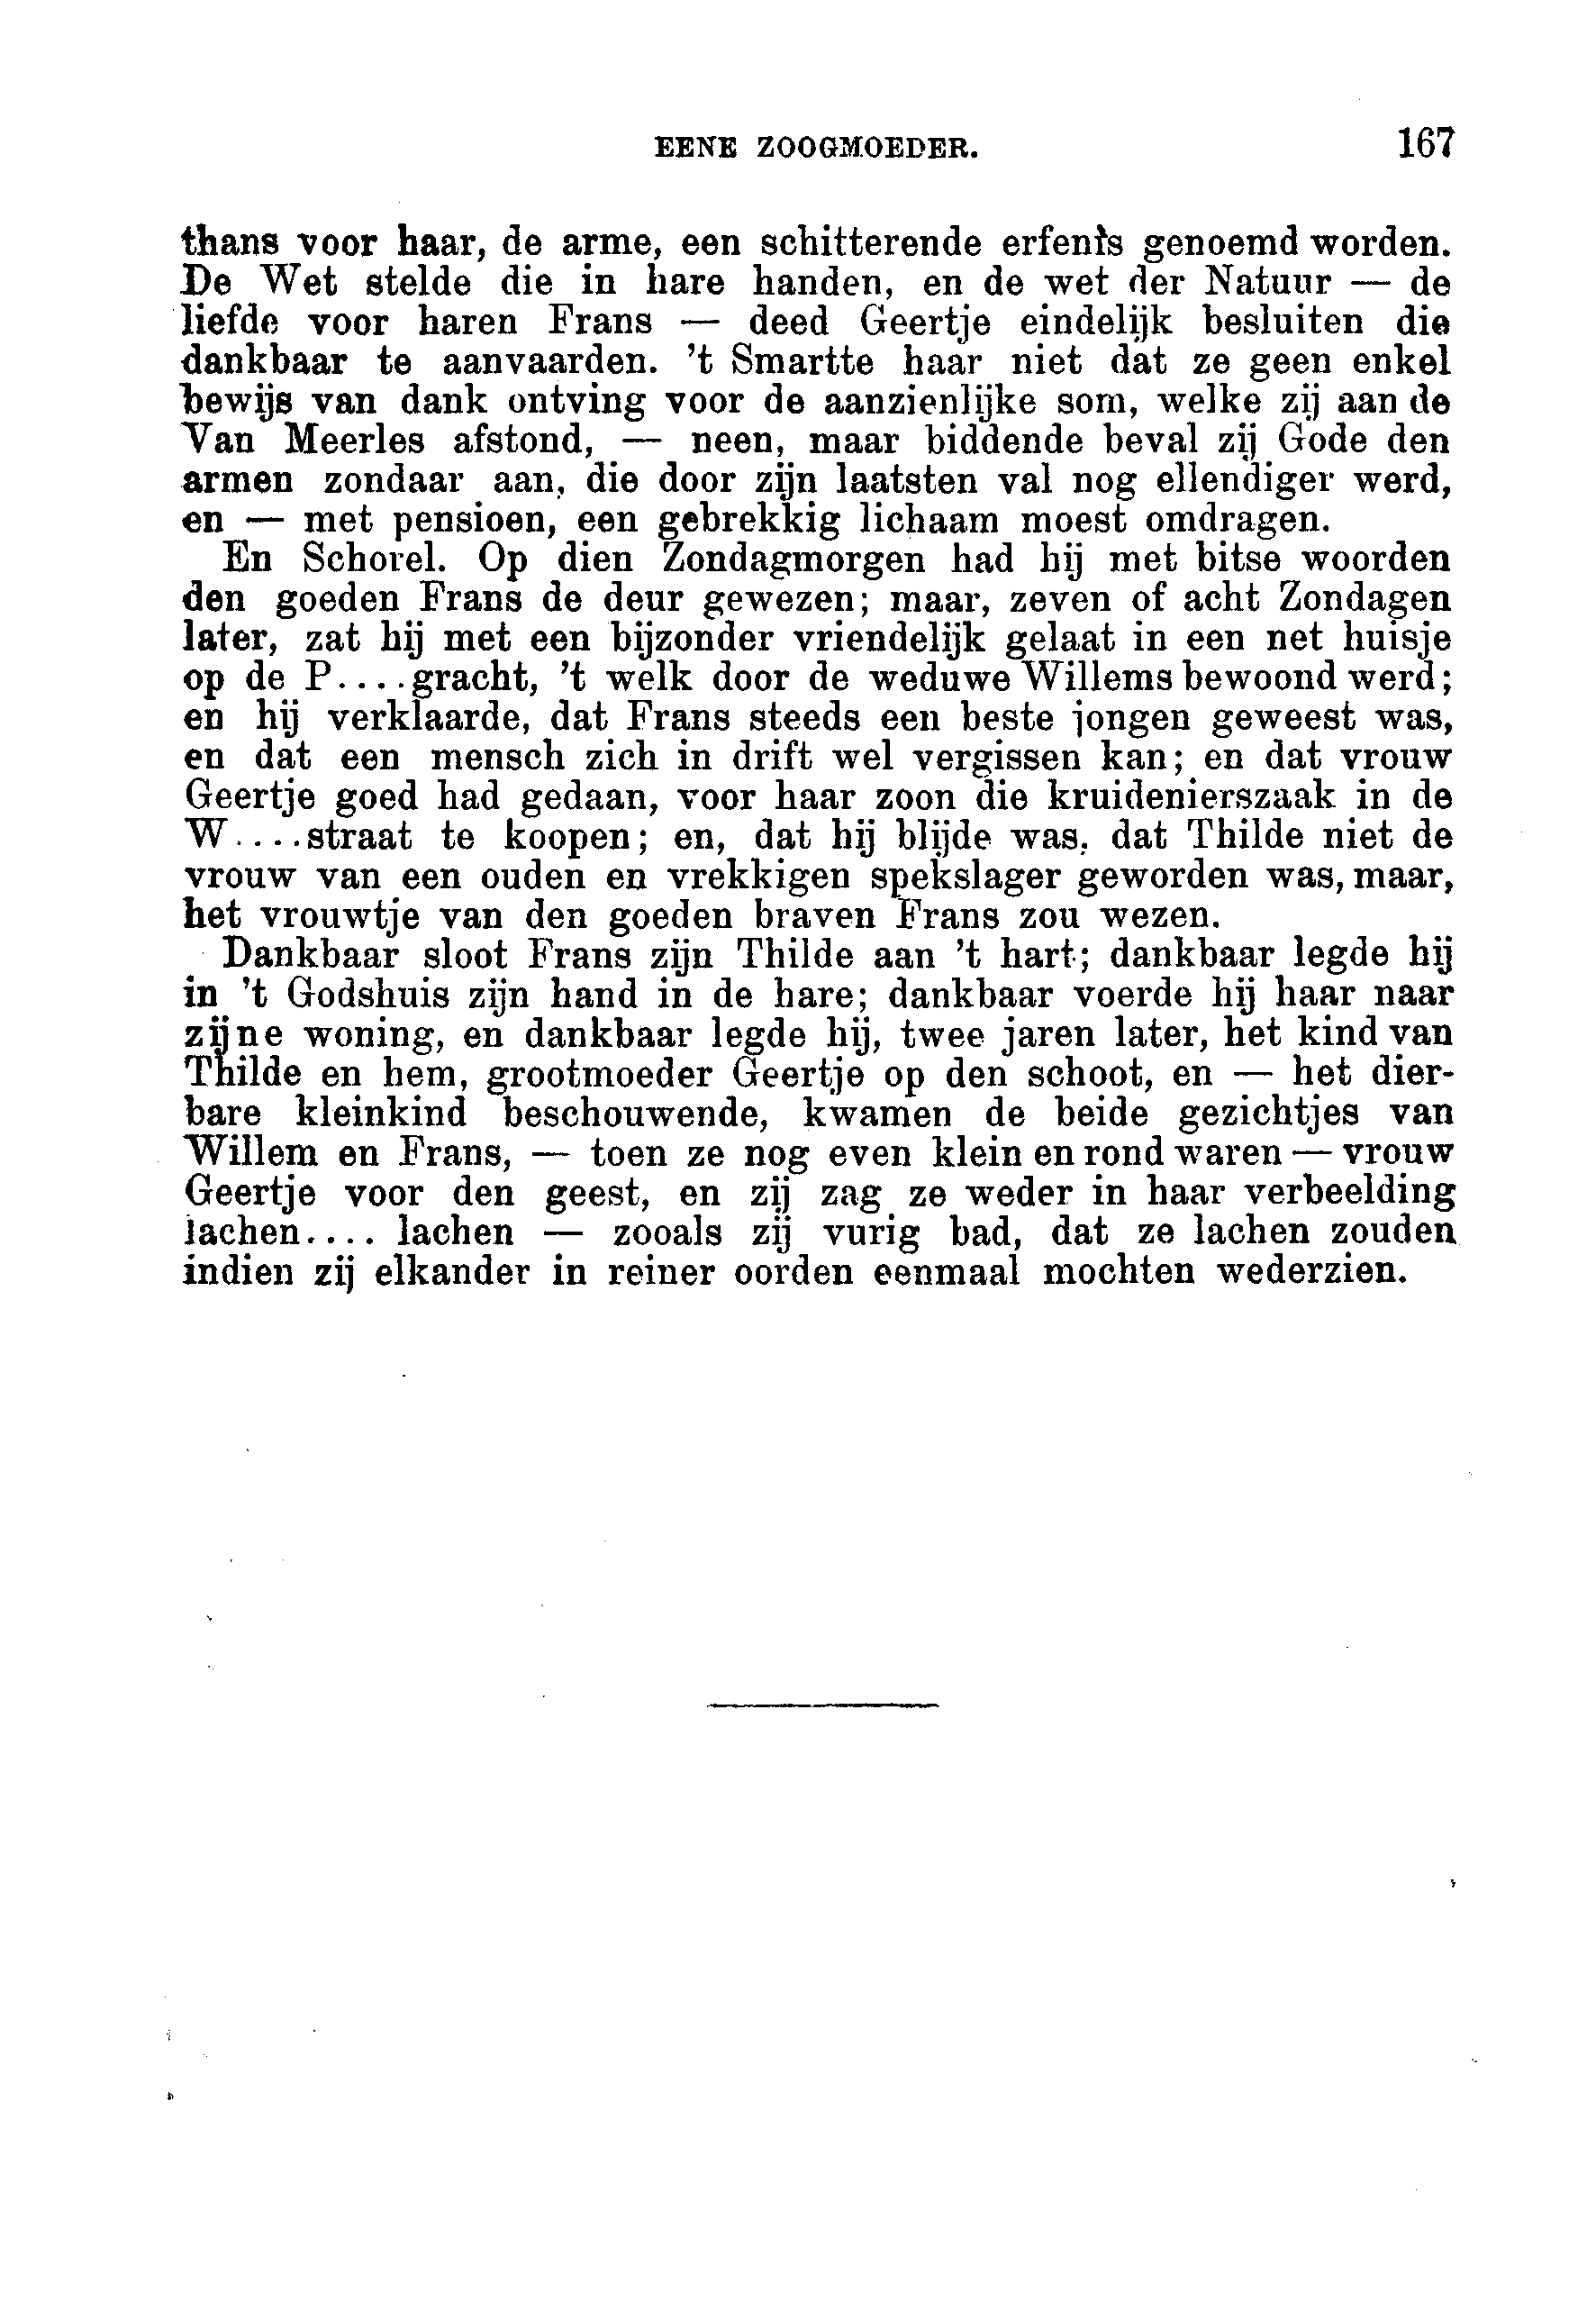 EENE ZOOGMOEDER. 167
thans voor haar, de arme, een schitterende erfenis genoemd worden.
De Wet stelde die in hare handen, en de wet der Natuur — de
liefde voor haren Frans — deed Geertje eindelijk besluiten die
dankbaar te aanvaarden. 't Smartte haar niet dat ze geen enkel
bewijs van dank ontving voor de aanzienlijke som, welke zij aan de
Van Meerles afstond, — neen, maar biddende beval zij Gode den
armen zondaar aan, die door zijn laatsten val nog ellendiger werd,
en — met pensioen, een gebrekkig lichaam moest omdragen.
En Schorel. Op dien Zondagmorgen had hij met bitse woorden
den goeden Frans de deur gewezen; maar, zeven of acht Zondagen
later, zat hij met een bijzonder vriendelijk gelaat in een net huisje
op de P....gracht, 't welk door de weduwe Willems bewoond werd;
en hij verklaarde, dat Frans steeds een beste jongen geweest was,
en dat een mensch zich in drift wel vergissen kan; en dat vrouw
Geertje goed had gedaan, voor haar zoon die kruidenierszaak in de
W....straat te koopen; en, dat hij blijde was, dat Thilde niet de
vrouw van een ouden en vrekkigen spekslager geworden was, maar,
het vrouwtje van den goeden braven Frans zou wezen.
Dankbaar sloot Frans zijn Thilde aan 't hart; dankbaar legde hij
in 't Godshuis zijn hand in de hare; dankbaar voerde hij haar naar
zijne woning, en dankbaar legde hij, twee jaren later, het kind van
Thilde en hem, grootmoeder Geertje op den schoot, en — het dier-
bare kleinkind beschouwende, kwamen de beide gezichtjes van
Willem en Frans, — toen ze nog even klein en rond waren — vrouw
Geertje voor den geest, en zij zag ze weder in haar verbeelding
lachen.... lachen — zooals zij vurig bad, dat ze lachen zouden
indien zij elkander in reiner oorden eenmaal mochten wederzien.